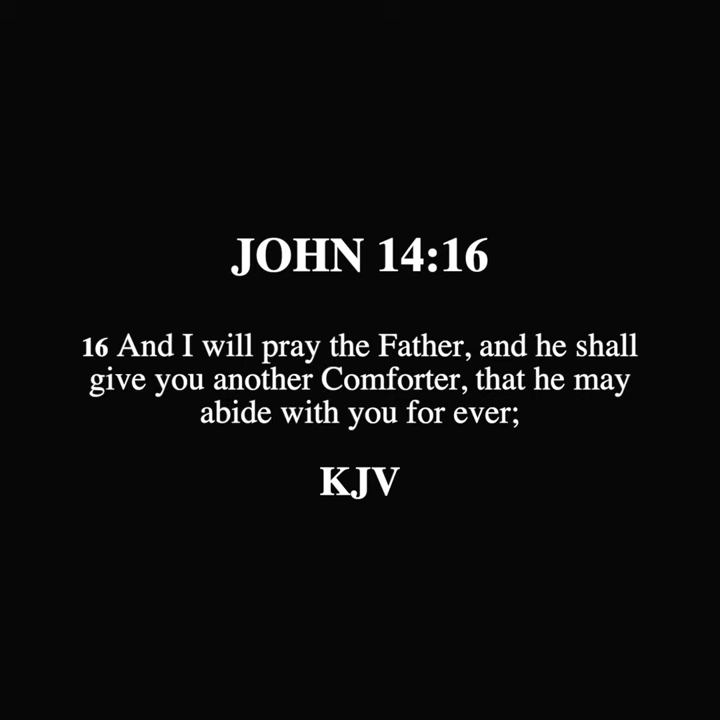 JOHN 14:16
16 And I will pray the Father, and he shall
give you another Comforter, that he may
abide with you for ever;
KJV